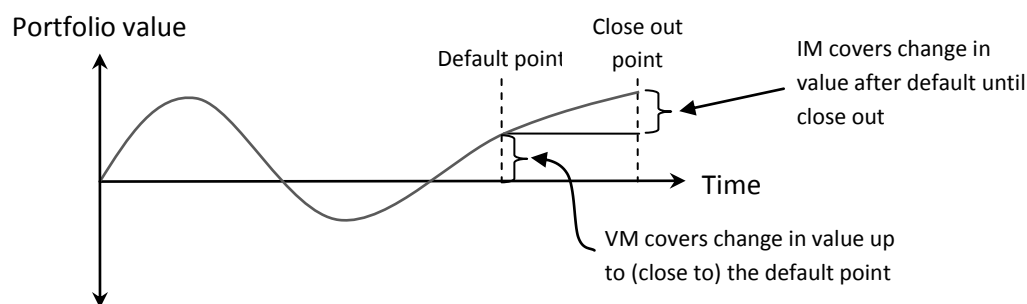 Portfolio value
Default point
Close out
point
IM covers change in
value after default until
close out
Time
VM covers change in value up
to (close to) the default point